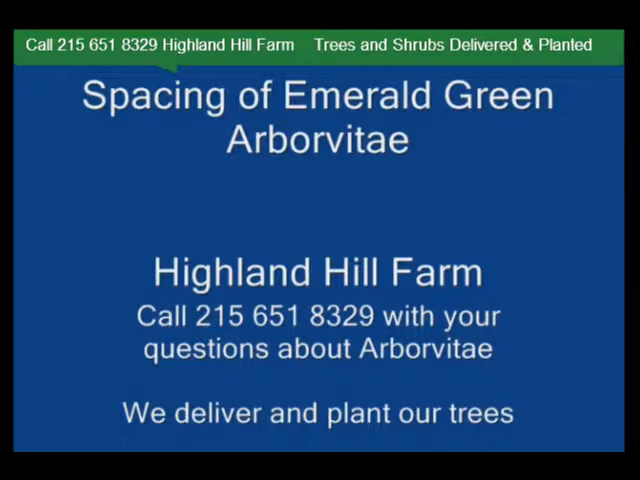 Call 215 651 8329 Highland Hill Farm    Trees and Shrubs Delivered & Planted
Spacing of Emerald Green
Arborvitae
Highland Hill Farm
Call 215 651 8329 with your
questions about Arborvitae
We deliver and plant our trees